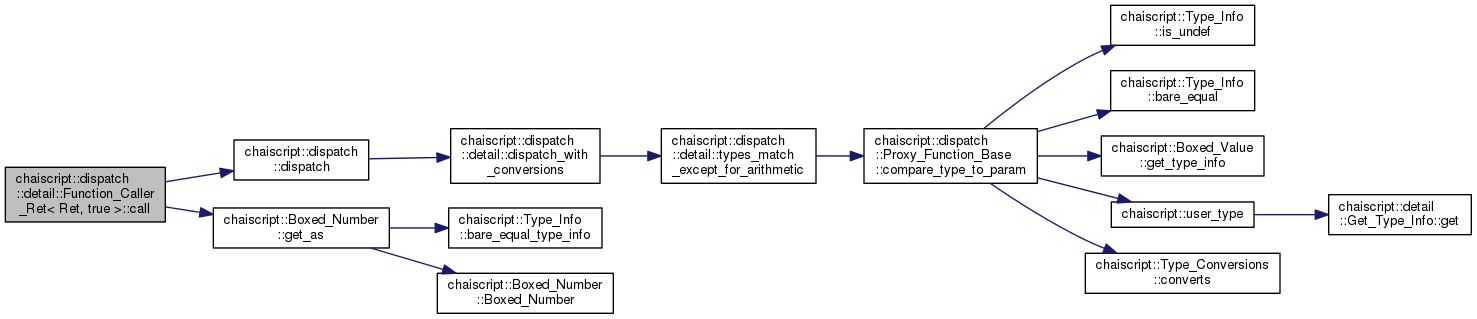 chaiscript::dispatch
::detail::Function_Caller
_Ret< Ret, true >::call
chaiscript::dispatch
::dispatch
chaiscript::Boxed_Number
::get_as
chaiscript::dispatch
::detail::dispatch_with
_conversions
chaiscript::Type_Info
::bare_equal_type_info
chaiscript::Boxed_Number
::Boxed_Number
chaiscript::dispatch
::detail::types_match
_except_for_arithmetic
chaiscript::dispatch
::Proxy_Function_Base
::compare_type_to_param
chaiscript::Type_Info
::is_undef
chaiscript::Type_Info
::bare_equal
chaiscript::Boxed_Value
::get_type_info
chaiscript::user_type
chaiscript::Type_Conversions
::converts
chaiscript::detail
::Get_Type_Info::get